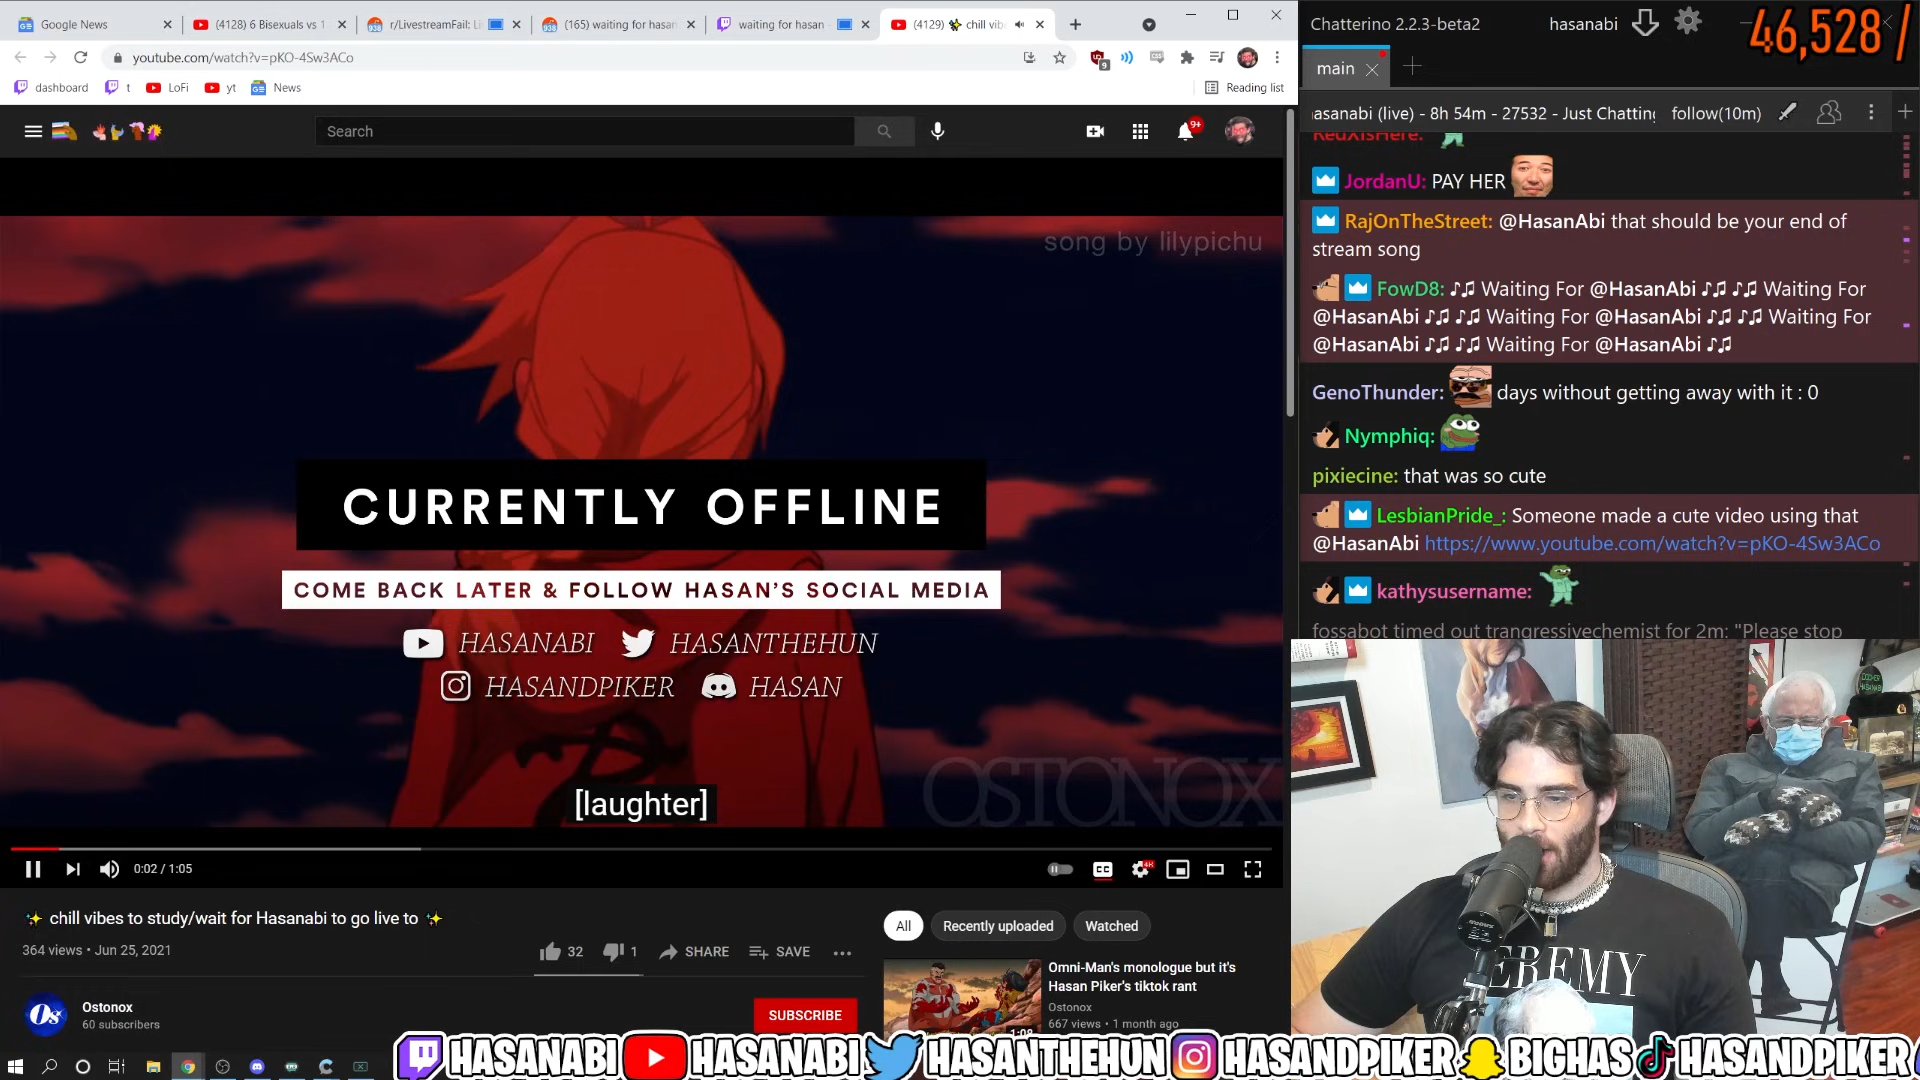 Google News
(4128) 6 Bisexuals vs 1
r/LivestreamFail: Li
(165) waiting for hasan
waiting for hasan -
(4129) ✨ chill vib
youtube.com/watch?v=pKO-4Sw3ACo
dashboard
t
LoFi
yt
News
Reading list
Search
9+
song by lilypichu
CURRENTLY OFFLINE
COME BACK LATER & FOLLOW HASAN'S SOCIAL MEDIA
HASANABI HASANTHEHUN
HASANDPIKER HASAN
OSTONOX
[laughter]
0:02 / 1:05
✨ chill vibes to study/wait for Hasanabi to go live to ✨
364 views • Jun 25, 2021
32 1 SHARE SAVE
Ostonox
60 subscribers
SUBSCRIBE
All Recently uploaded Watched
Omni-Man's monologue but it's
Hasan Piker's tiktok rant
Ostonox
667 views • 1 month ago
1:08
Chatterino 2.2.3-beta2
hasanabi
46,528 /
main
asanabi (live) - 8h 54m - 27532 - Just Chatting
follow(10m)
RedXIsHere:
JordanU: PAY HER
RajOnTheStreet: @HasanAbi that should be your end of
stream song
FowD8: ♪♫ Waiting For @HasanAbi ♪♫ ♪♫ Waiting For
@HasanAbi ♪♫ ♪♫ Waiting For @HasanAbi ♪♫ ♪♫ Waiting For
@HasanAbi ♪♫ ♪♫ Waiting For @HasanAbi ♪♫
GenoThunder: days without getting away with it : 0
Nymphiq:
pixiecine: that was so cute
LesbianPride_: Someone made a cute video using that
@HasanAbi https://www.youtube.com/watch?v=pKO-4Sw3ACo
kathysusername:
fossabot timed out trangressivechemist for 2m: "Please stop
JEREMY
HASANABI HASANABI HASANTHEHUN HASANDPIKER BIGHAS HASANDPIKER